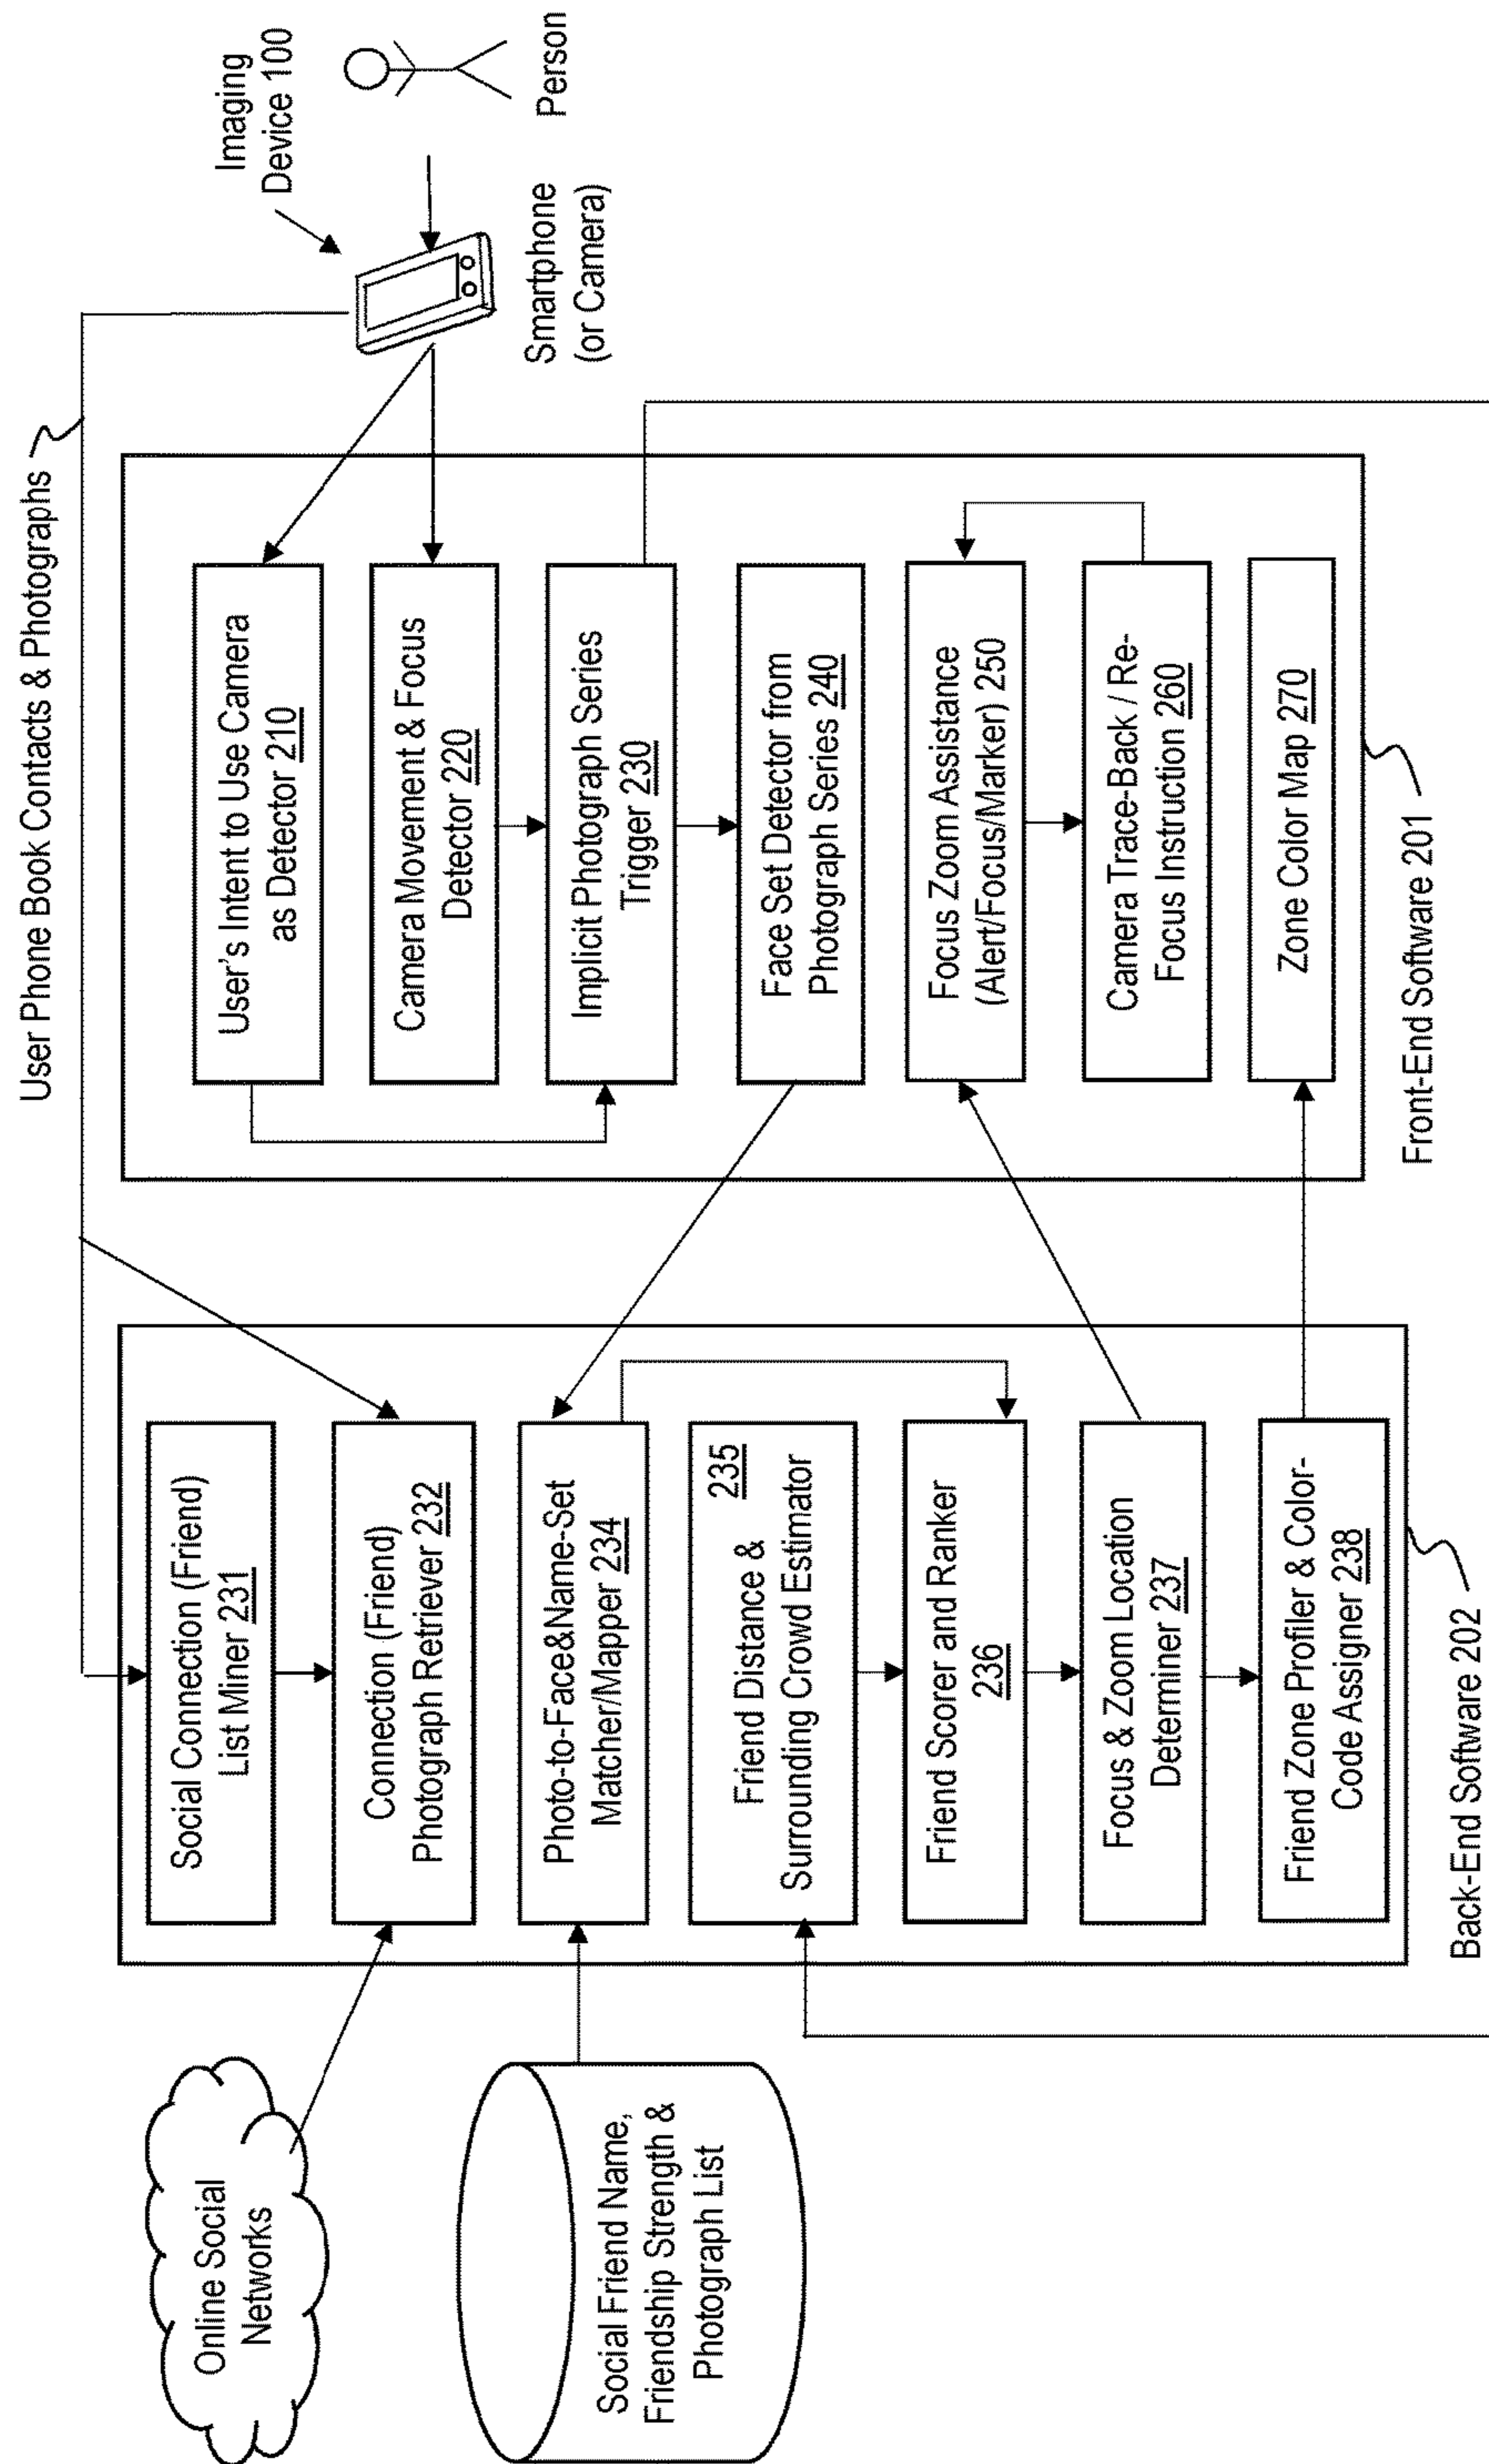 User Phone Book Contacts & Photographs
Imaging
Device 100
Person
Smartphone
(or Camera)
User's Intent to Use Camera
as Detector 210
Camera Movement & Focus
Detector 220
Implicit Photograph Series
Trigger 230
Face Set Detector from
Photograph Series 240
Focus Zoom Assistance
(Alert/Focus/Marker) 250
Camera Trace-Back / Re-
Focus Instruction 260
Zone Color Map 270
Front-End Software 201
Social Connection (Friend)
List Miner 231
Connection (Friend)
Photograph Retriever 232
Photo-to-Face&Name-Set
Matcher/Mapper 234
235
Friend Distance &
Surrounding Crowd Estimator
Friend Scorer and Ranker
236
Focus & Zoom Location
Determiner 237
Friend Zone Profiler & Color-
Code Assigner 238
Back-End Software 202
Online Social
Networks
Social Friend Name,
Friendship Strength &
Photograph List